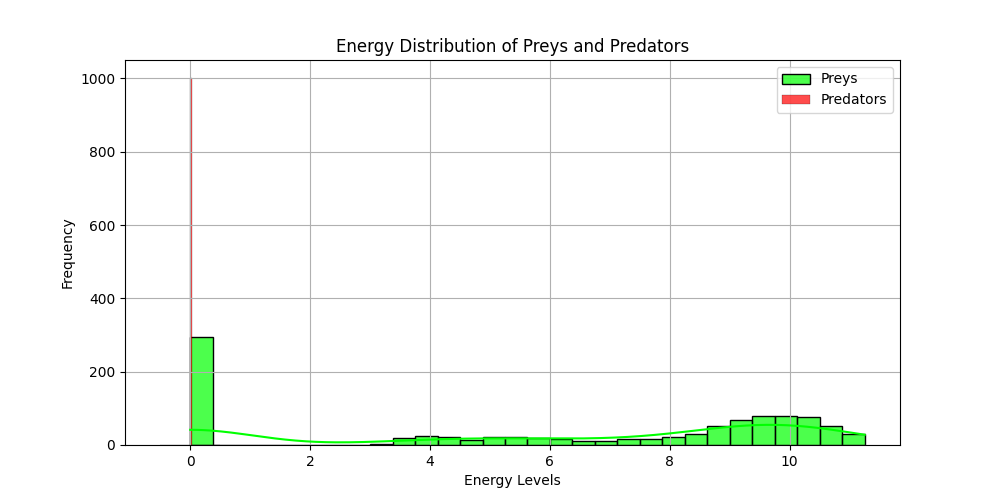 Energy Distribution of Preys and Predators
Preys
Predators
Frequency
1000
800
600
400
200
0
0 2 4 6 8 10
Energy Levels